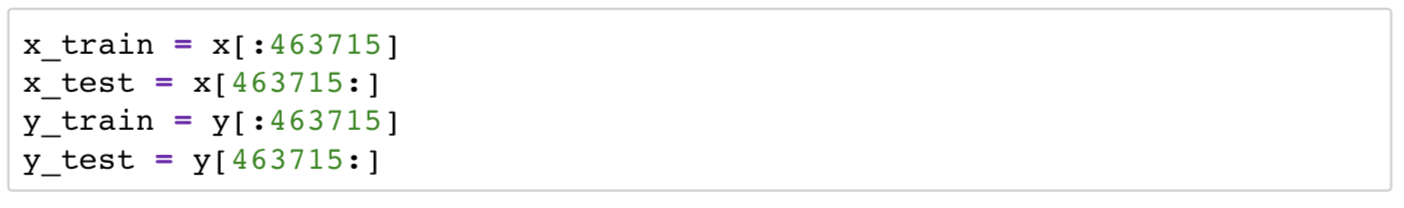 x_train = x[:463715]
x_test = x[463715:]
y_train = y[:463715]
y_test = y[463715:]